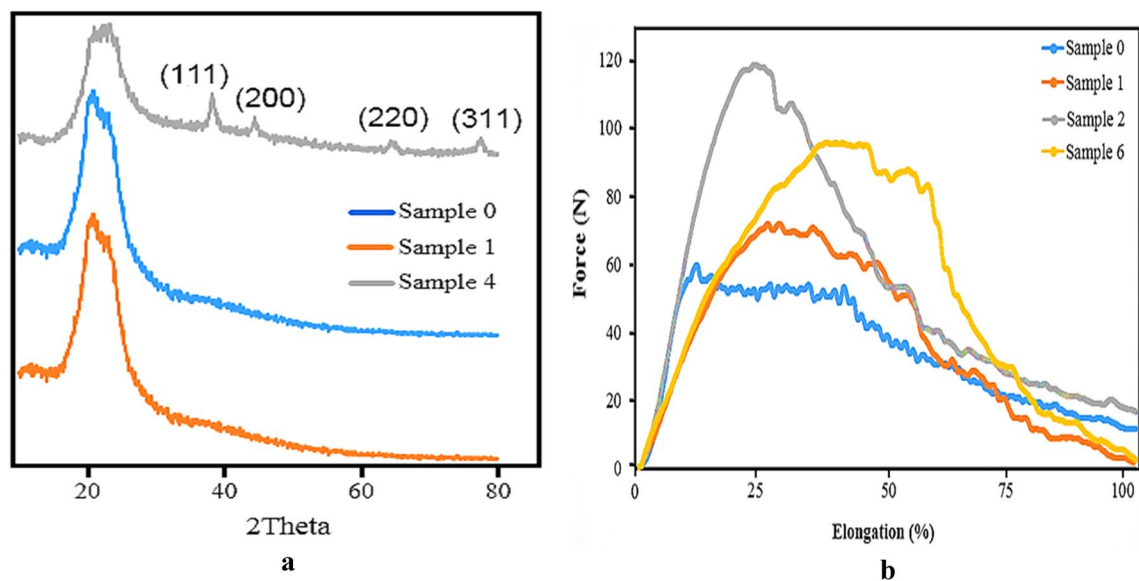 (111)
(200)
(220)
(311)
Sample 0
Sample 1
Sample 4
20
40
60
80
2Theta
a
Sample 0
Sample 1
Sample 2
Sample 6
120
100
80
60
40
20
0
Force (N)
0
25
50
75
100
Elongation (%)
b